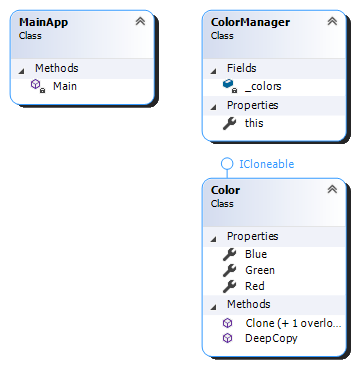 MainApp
Class
Methods
Main
ColorManager
Class
Fields
_colors
Properties
this
ICloneable
Color
Class
Properties
Blue
Green
Red
Methods
Clone (+ 1 overlo...
DeepCopy